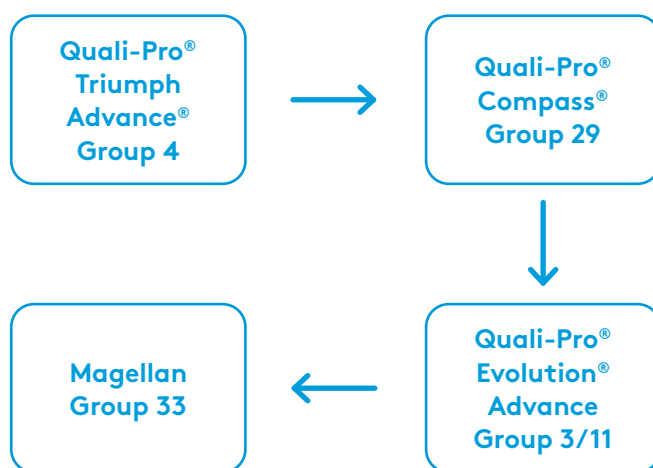 Quali-Pro®
Triumph
Advance®
Group 4
Quali-Pro®
Compass®
Group 29
Quali-Pro®
Evolution®
Advance
Group 3/11
Magellan
Group 33